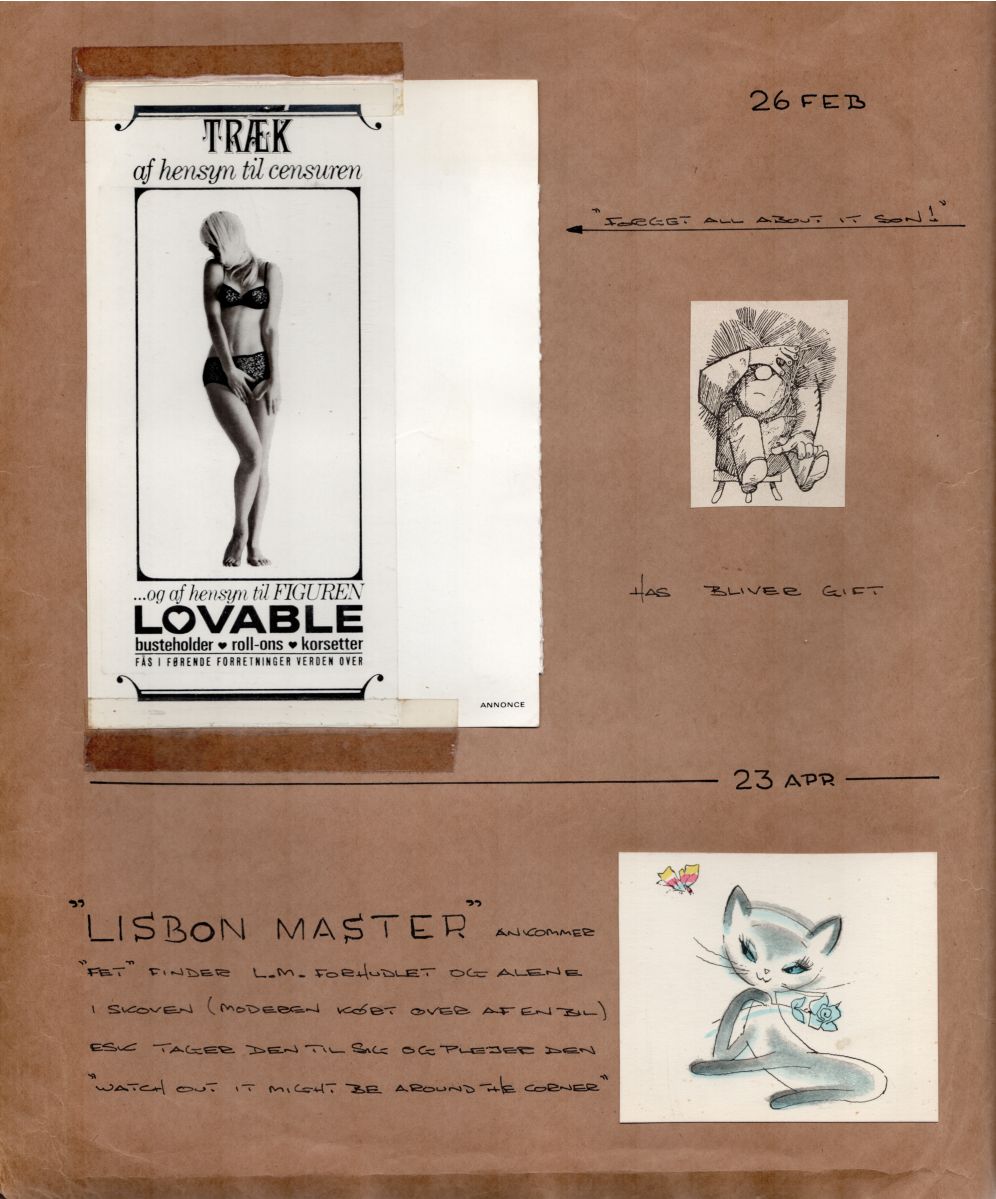 26 FEB
TRÆK
af hensyn til censuren
"FORGET ALL ABOUT IT SON!"
HAS BLIVER GIFT
...og af hensyn til FIGUREN
LOVABLE
busteholder ♥ roll-ons ♥ korsetter
FÅS I FØRENDE FORRETNINGER VERDEN OVER
ANNONCE
23 APR
"LISBON MASTER" ANKOMMER
"FET" FINDER L.M. FORHUDLET OG ALENE
I SKOVEN (MODEREN KØRT OVER AF EN BIL)
ESK TAGER DEN TIL SIG OG PLEJER DEN
"WATCH OUT IT MIGHT BE AROUND THE CORNER"